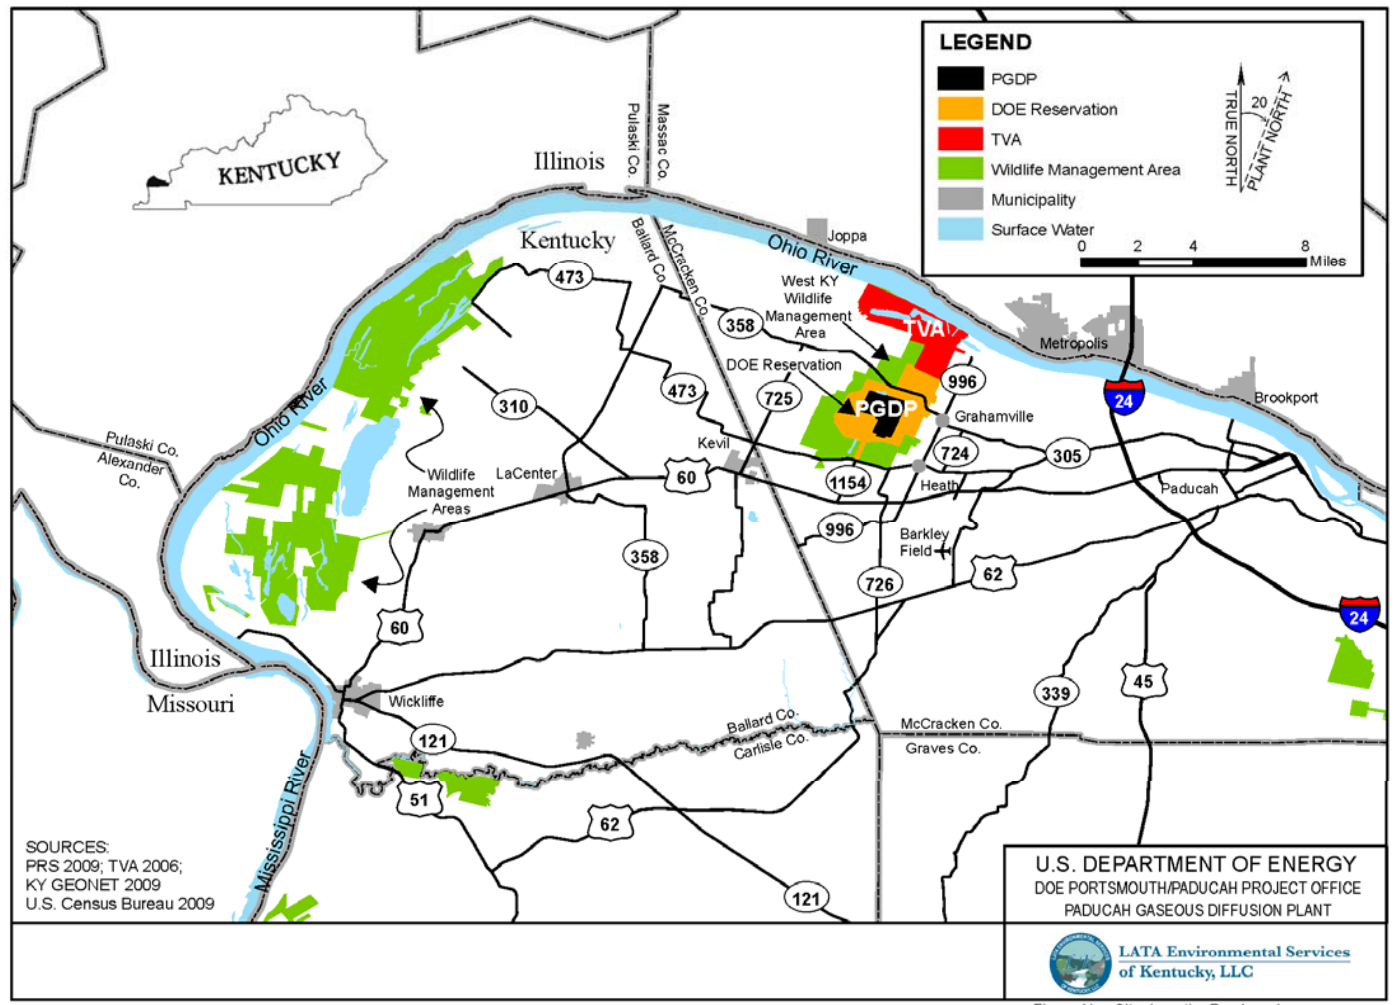 LEGEND
PGDP
DOE Reservation
TVA
Wildlife Management Area
Municipality
Surface Water
TRUE NORTH
20
PLANT NORTH
0
2
4
8
Miles
KENTUCKY
Pulaski Co.
Massac Co.
Illinois
Kentucky
Ohio River
Joppa
Ballard Co.
McCracken Co.
473
West KY
Wildlife
Management
Area
358
TVA
Metropolis
DOE Reservation
996
24
Brookport
Ohio River
310
473
725
PGDP
Grahamville
Kevil
724
305
Pulaski Co.
Alexander
Co.
Wildlife
Management
Areas
LaCenter
60
1154
Heath
Paducah
996
Barkley
Field
358
726
62
60
24
Illinois
Missouri
Wickliffe
339
45
121
Ballard Co.
Carlisle Co.
McCracken Co.
Graves Co.
Mississippi River
51
62
121
SOURCES:
PRS 2009; TVA 2006;
KY GEONET 2009
U.S. Census Bureau 2009
U.S. DEPARTMENT OF ENERGY
DOE PORTSMOUTH/PADUCAH PROJECT OFFICE
PADUCAH GASEOUS DIFFUSION PLANT
LATA Environmental Services
of Kentucky, LLC